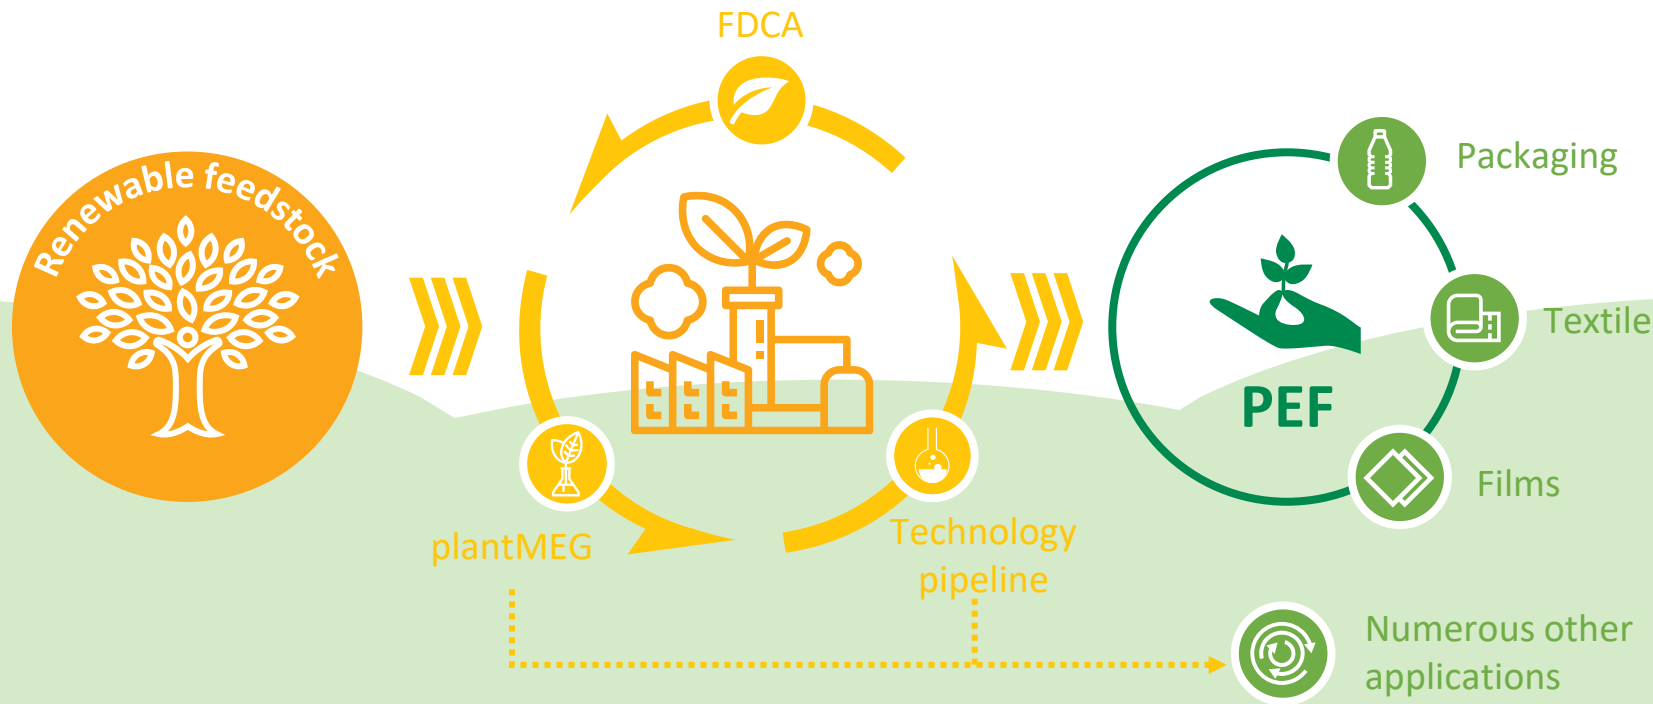 Renewable feedstock
FDCA
plantMEG
Technology
pipeline
PEF
Packaging
Textile
Films
Numerous other
applications